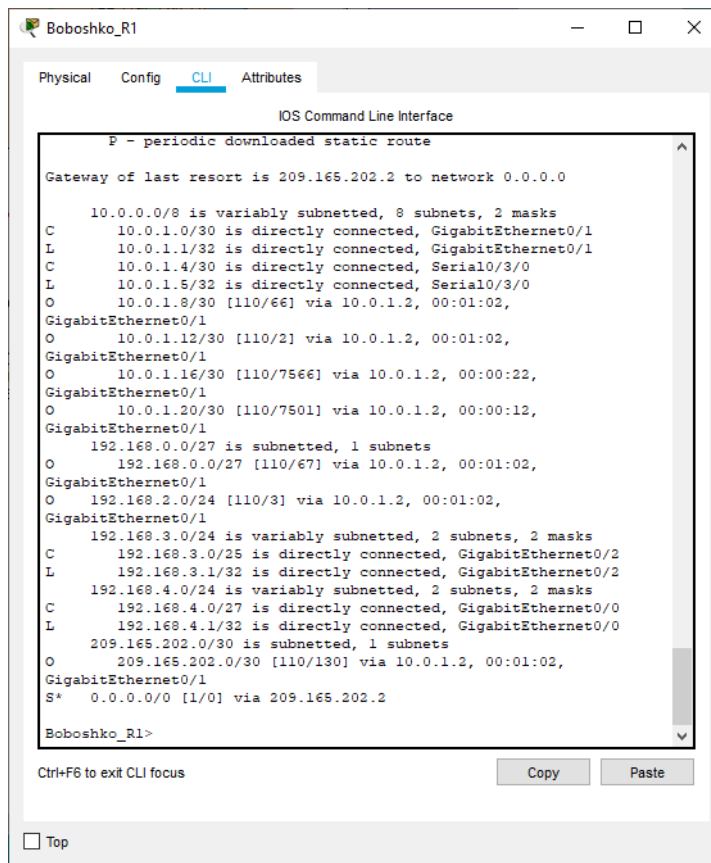 Boboshko_R1
Physical Config CLI Attributes
IOS Command Line Interface
P - periodic downloaded static route
Gateway of last resort is 209.165.202.2 to network 0.0.0.0
10.0.0.0/8 is variably subnetted, 8 subnets, 2 masks
C 10.0.1.0/30 is directly connected, GigabitEthernet0/1
L 10.0.1.1/32 is directly connected, GigabitEthernet0/1
C 10.0.1.4/30 is directly connected, Serial0/3/0
L 10.0.1.5/32 is directly connected, Serial0/3/0
O 10.0.1.8/30 [110/66] via 10.0.1.2, 00:01:02,
GigabitEthernet0/1
O 10.0.1.12/30 [110/2] via 10.0.1.2, 00:01:02,
GigabitEthernet0/1
O 10.0.1.16/30 [110/7566] via 10.0.1.2, 00:00:22,
GigabitEthernet0/1
O 10.0.1.20/30 [110/7501] via 10.0.1.2, 00:00:12,
GigabitEthernet0/1
192.168.0.0/27 is subnetted, 1 subnets
O 192.168.0.0/27 [110/67] via 10.0.1.2, 00:01:02,
GigabitEthernet0/1
O 192.168.2.0/24 [110/3] via 10.0.1.2, 00:01:02,
GigabitEthernet0/1
192.168.3.0/24 is variably subnetted, 2 subnets, 2 masks
C 192.168.3.0/25 is directly connected, GigabitEthernet0/2
L 192.168.3.1/32 is directly connected, GigabitEthernet0/2
192.168.4.0/24 is variably subnetted, 2 subnets, 2 masks
C 192.168.4.0/27 is directly connected, GigabitEthernet0/0
L 192.168.4.1/32 is directly connected, GigabitEthernet0/0
209.165.202.0/30 is subnetted, 1 subnets
O 209.165.202.0/30 [110/130] via 10.0.1.2, 00:01:02,
GigabitEthernet0/1
S* 0.0.0.0/0 [1/0] via 209.165.202.2
Boboshko_R1>
Ctrl+F6 to exit CLI focus
Copy Paste
Top